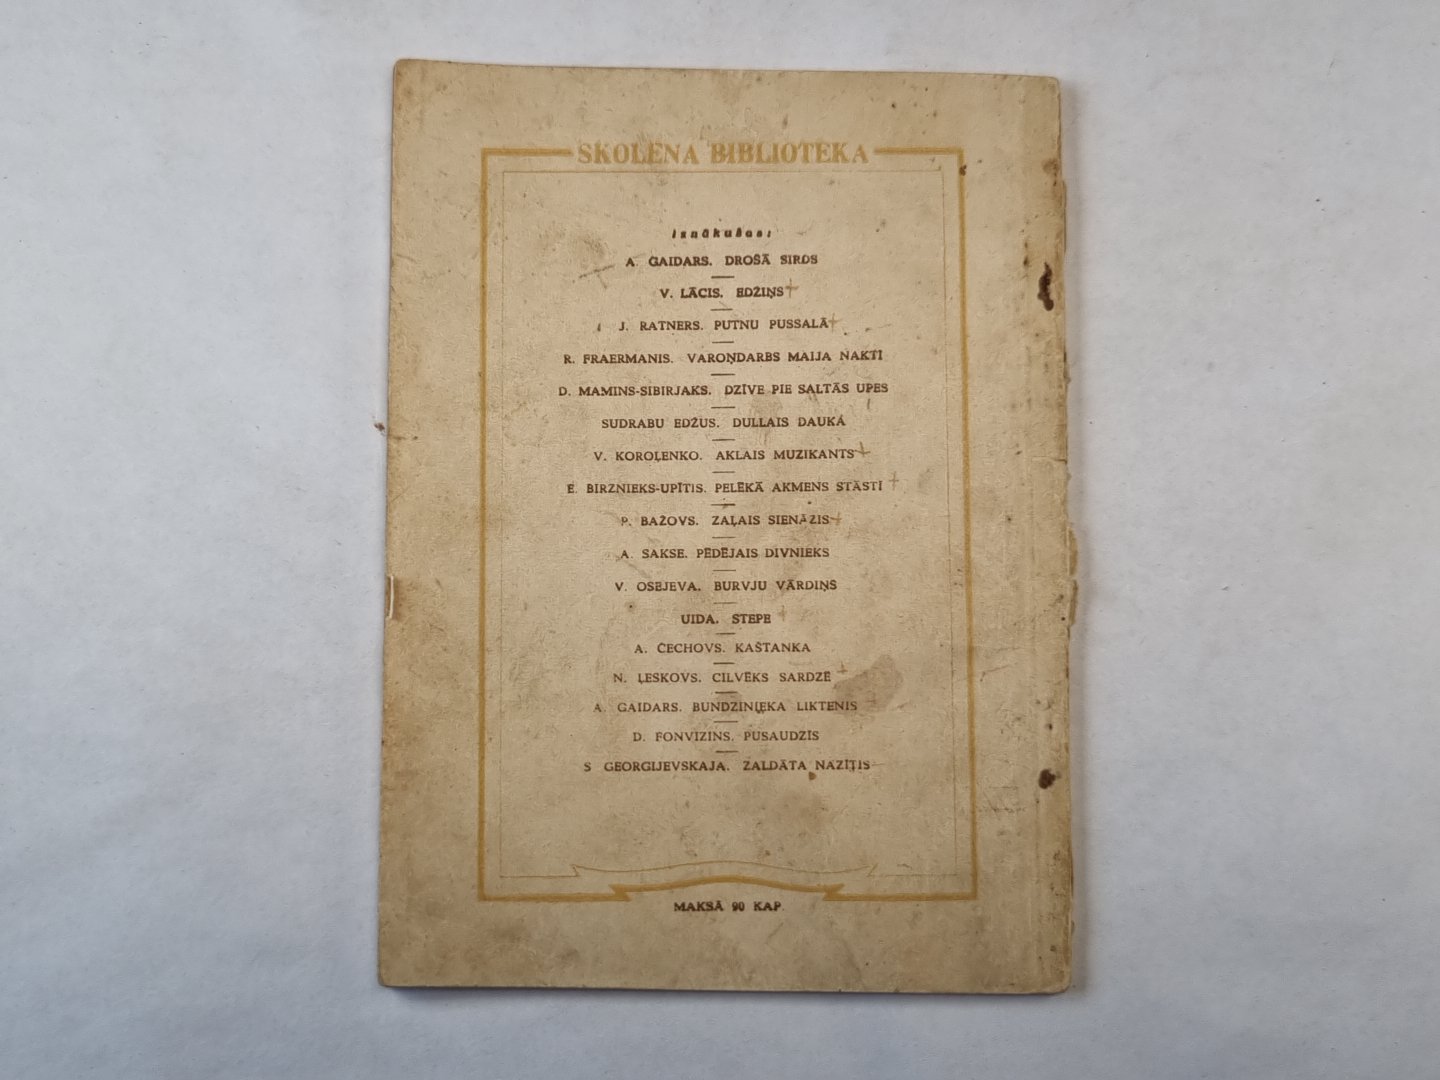 SKOLĒNA BIBLIOTĒKA
Iznākušas:
A. GAIDARS. DROŠĀ SIRDS
V. LĀCIS. EDŽIŅS
J. RATNERS. PUTNU PUSSALĀ
R. FRAERMANIS. VAROŅDARBS MAIJA NAKTĪ
D. MAMINS-SIBIRJAKS. DZĪVE PIE SALTĀS UPES
SUDRABU EDŽUS. DULLAIS DAUKA
V. KOROĻENKO. AKLAIS MUZIKANTS
E. BIRZNIEKS-UPĪTIS. PELĒKĀ AKMENS STĀSTI
P. BAŽOVS. ZAĻAIS SIENĀZIS
A. SAKSE. PĒDĒJAIS DIVNIEKS
V. OSEJEVA. BURVJU VĀRDIŅŠ
UIDA. STEPE
A. ČECHOVS. KAŠTANKA
N. ĻESKOVS. CILVĒKS SARDZĒ
A. GAIDARS. BUNDZINIEKA LIKTENIS
D. FONVIZINS. PUSAUDZIS
S GEORGIJEVSKAJA. ZALDĀTA NAZĪTIS
MAKSĀ 90 KAP.